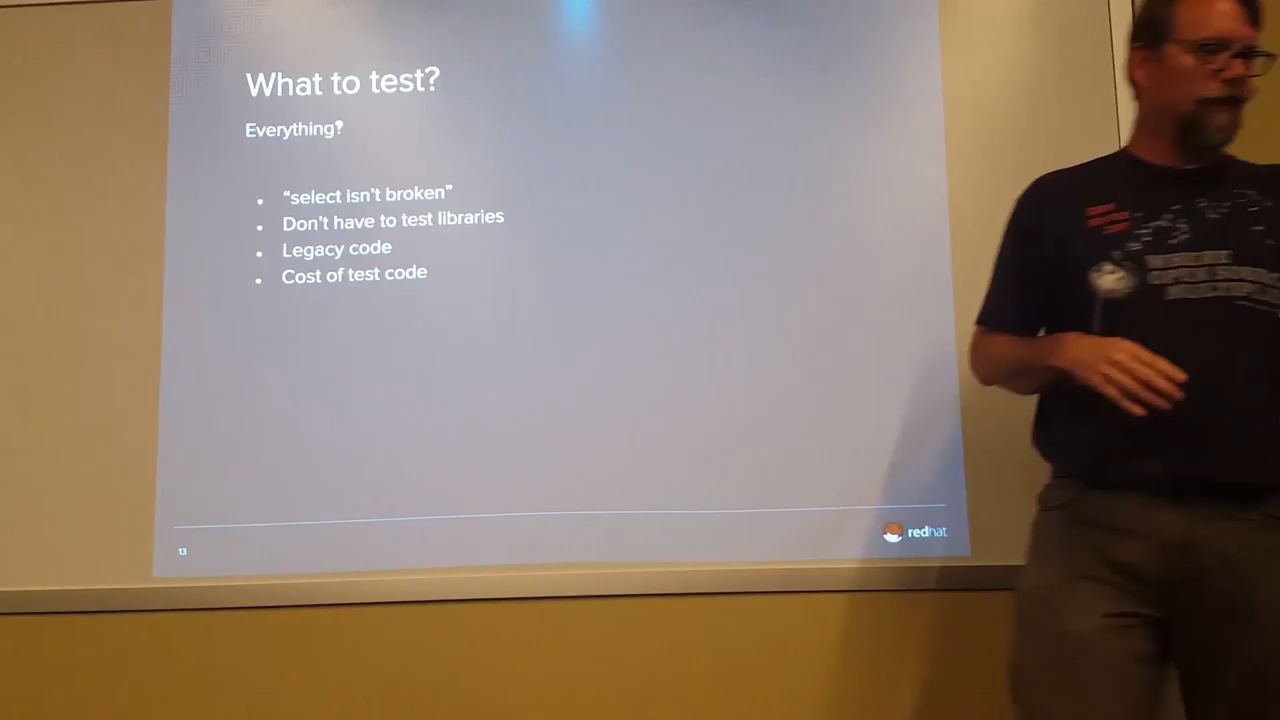 What to test?
Everything‽
• “select isn’t broken”
• Don’t have to test libraries
• Legacy code
• Cost of test code
13
redhat